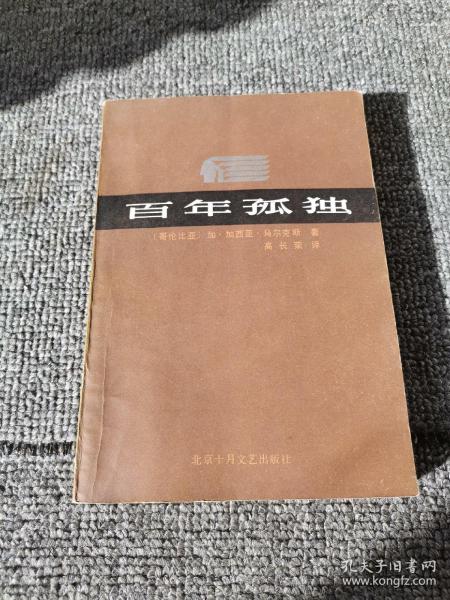 百年孤独
〔哥伦比亚〕加·加西亚·马尔克斯 著
高长荣 译
北京十月文艺出版社
孔夫子旧书网
www.kongfz.com